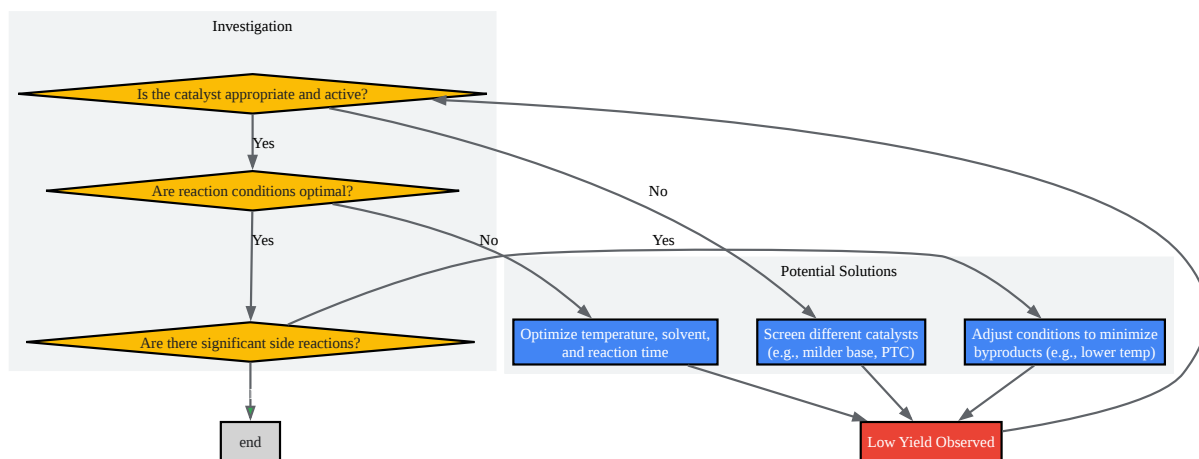 Investigation
Is the catalyst appropriate and active?
Yes
Are reaction conditions optimal?
No
Yes
No
Yes
Potential Solutions
Are there significant side reactions?
Optimize temperature, solvent,
and reaction time
Screen different catalysts
(e.g., milder base, PTC)
Adjust conditions to minimize
byproducts (e.g., lower temp)
end
Low Yield Observed